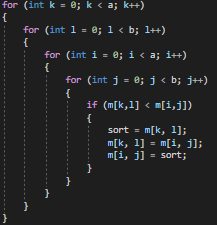 for (int k = 0; k < a; k++)
{
for (int l = 0; l < b; l++)
{
for (int i = 0; i < a; i++)
{
for (int j = 0; j < b; j++)
{
if (m[k,l] < m[i,j])
{
sort = m[k, l];
m[k, l] = m[i, j];
m[i, j] = sort;
}
}
}
}
}